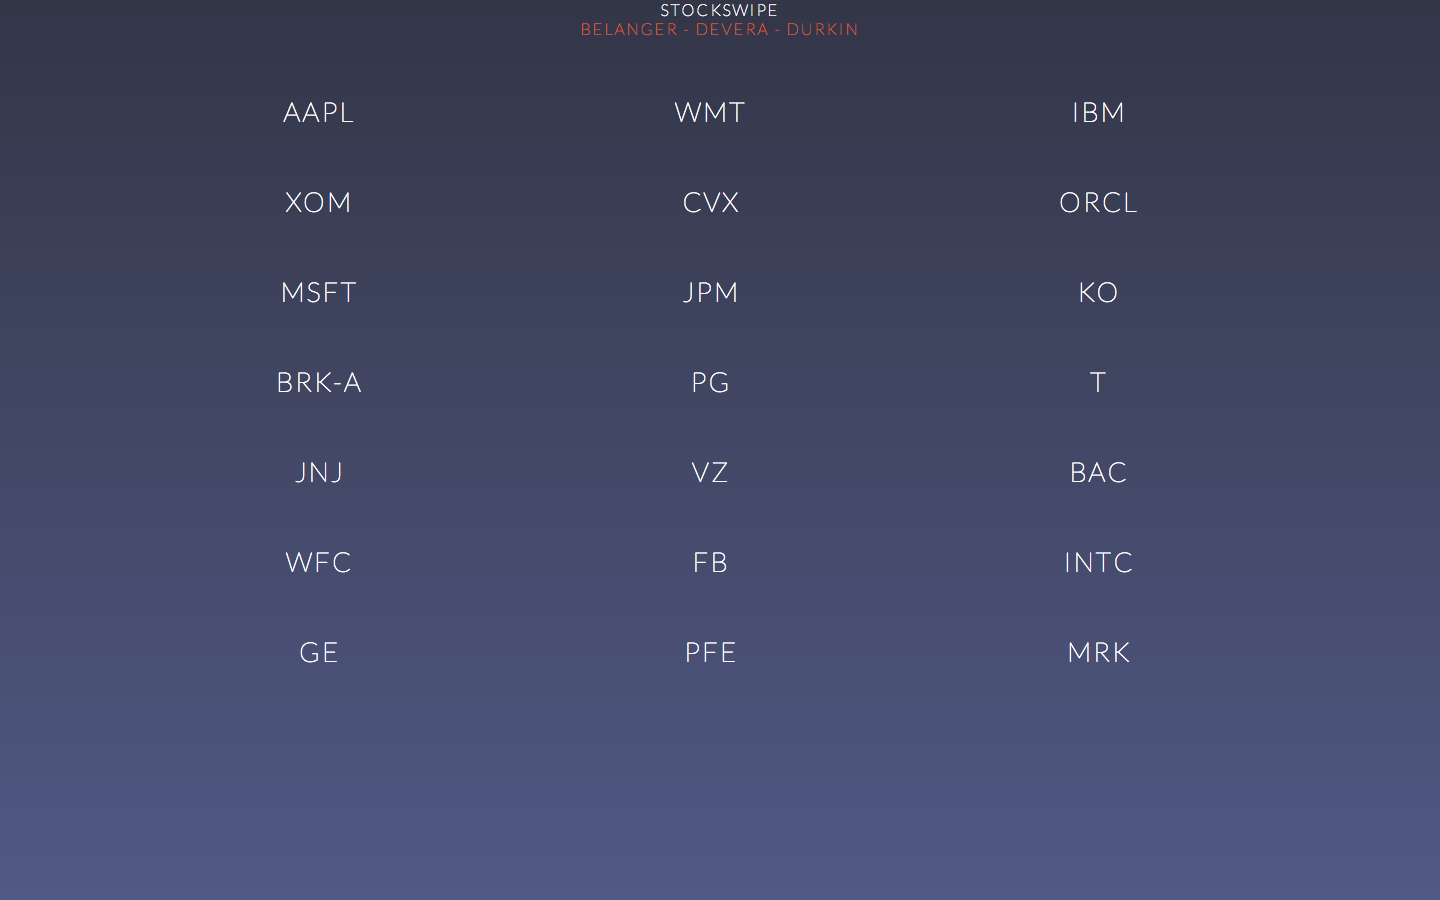 STOCKSWIPE
BELANGER - DEVERA - DURKIN
AAPL WMT IBM
XOM CVX ORCL
MSFT JPM KO
BRK-A PG T
JNJ VZ BAC
WFC FB INTC
GE PFE MRK